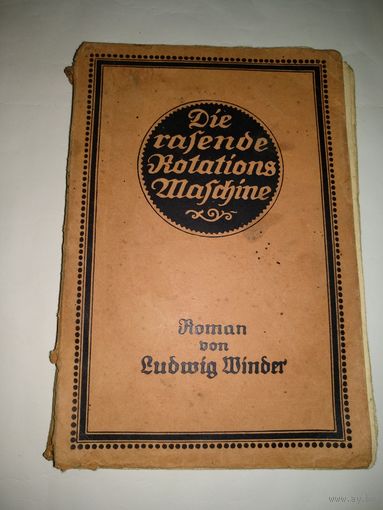 Die
rasende
Rotations
Maschine
Roman
von
Ludwig Winder